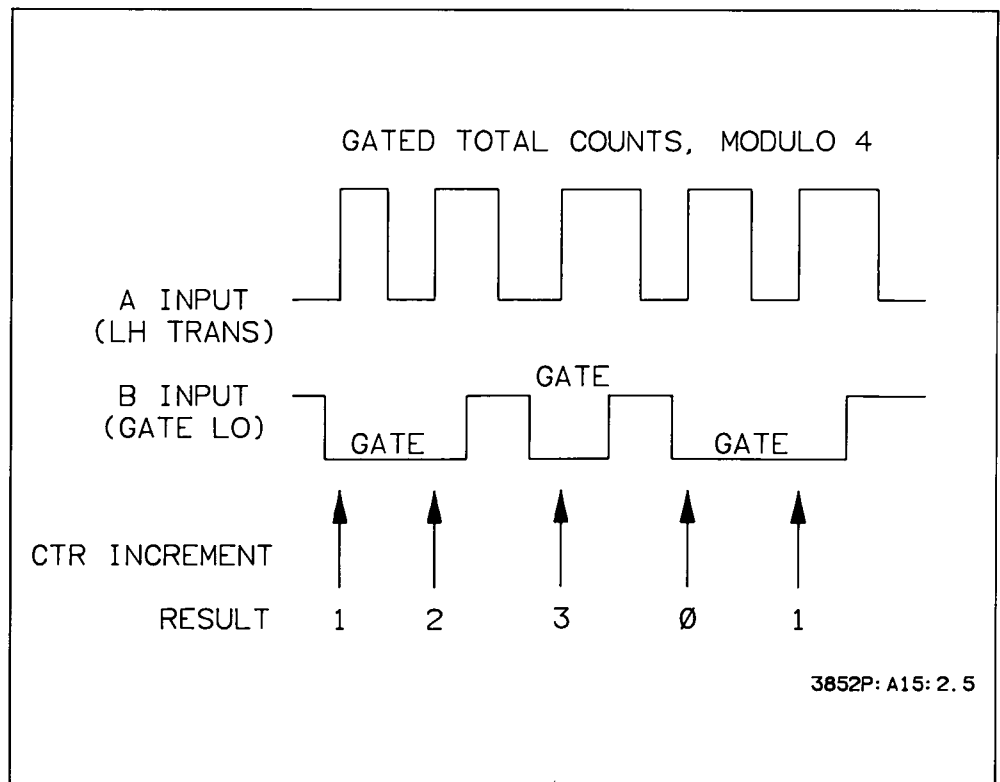 GATED TOTAL COUNTS, MODULO 4
A INPUT
(LH TRANS)
GATE
B INPUT
(GATE LO)
GATE GATE
CTR INCREMENT
RESULT 1 2 3 Ø 1
3852P:A15:2.5